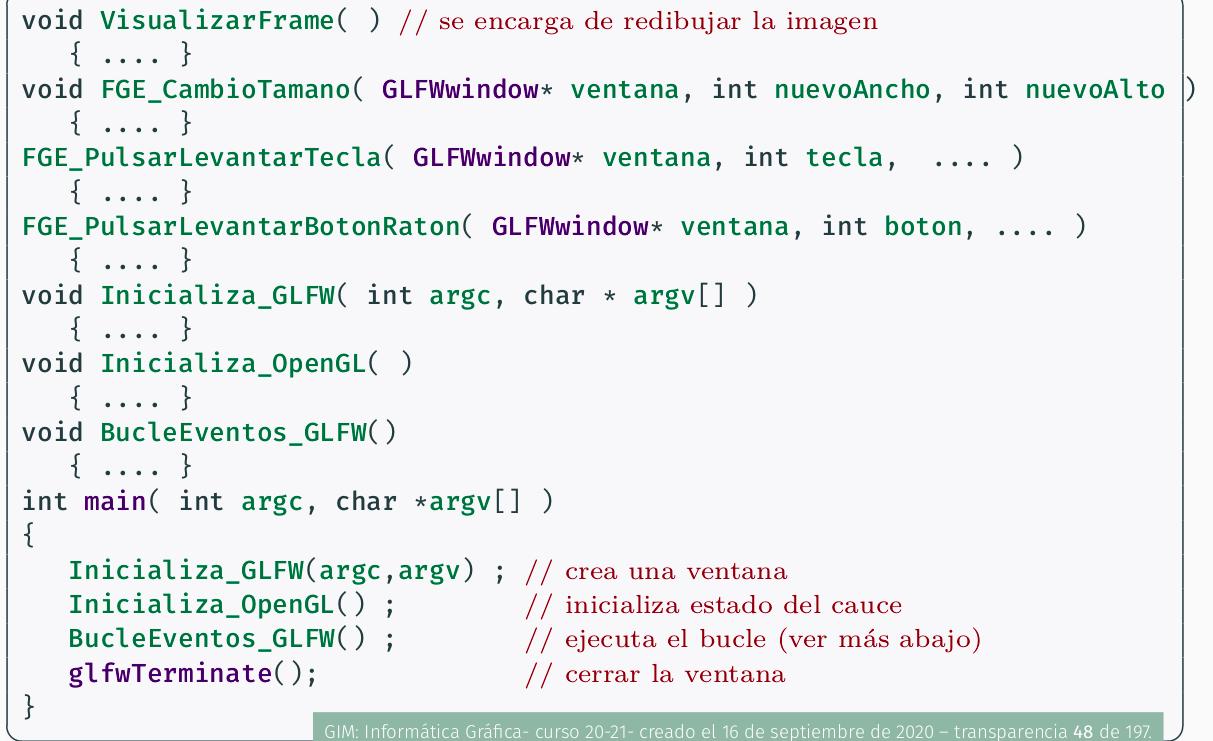 void VisualizarFrame( ) // se encarga de redibujar la imagen
{ .... }
void FGE_CambioTamano( GLFWwindow* ventana, int nuevoAncho, int nuevoAlto )
{ .... }
FGE_PulsarLevantarTecla( GLFWwindow* ventana, int tecla, .... )
{ .... }
FGE_PulsarLevantarBotonRaton( GLFWwindow* ventana, int boton, .... )
{ .... }
void Inicializa_GLFW( int argc, char * argv[] )
{ .... }
void Inicializa_OpenGL( )
{ .... }
void BucleEventos_GLFW()
{ .... }
int main( int argc, char *argv[] )
{
Inicializa_GLFW(argc,argv) ; // crea una ventana
Inicializa_OpenGL() ; // inicializa estado del cauce
BucleEventos_GLFW() ; // ejecuta el bucle (ver más abajo)
glfwTerminate(); // cerrar la ventana
}
GIM: Informática Gráfica- curso 20-21- creado el 16 de septiembre de 2020 – transparencia 48 de 197.